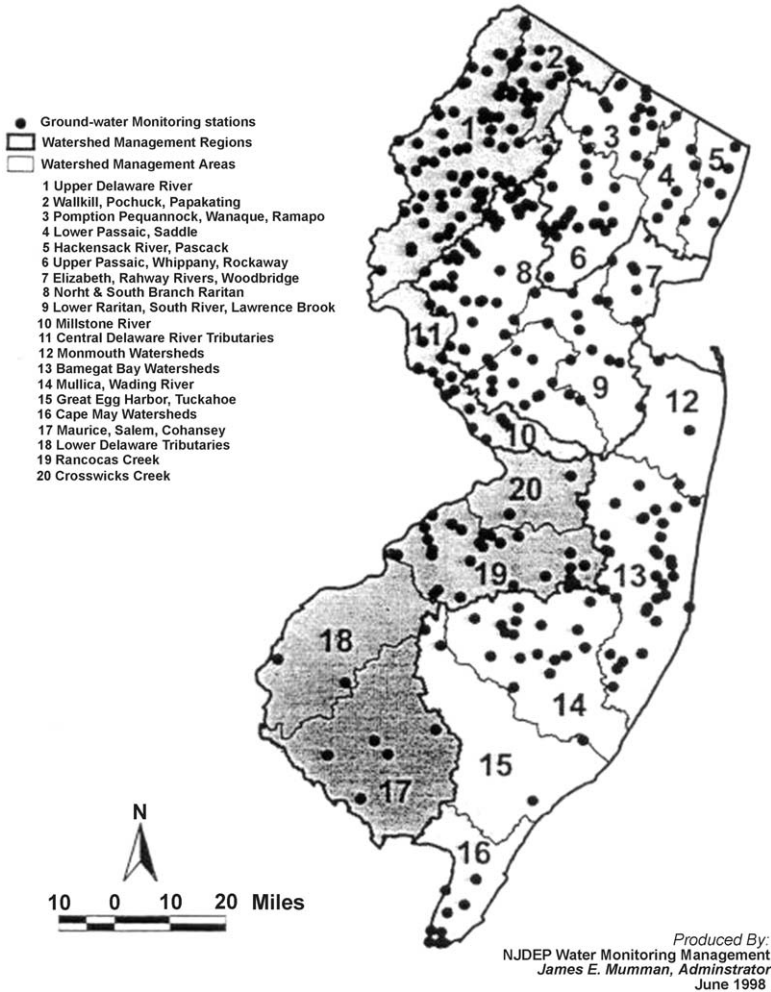 Ground-water Monitoring stations
Watershed Management Regions
Watershed Management Areas
1 Upper Delaware River
2 Wallkill, Pochuck, Papakating
3 Pomption Pequannock, Wanaque, Ramapo
4 Lower Passaic, Saddle
5 Hackensack River, Pascack
6 Upper Passaic, Whippany, Rockaway
7 Elizabeth, Rahway Rivers, Woodbridge
8 Norht & South Branch Raritan
9 Lower Raritan, South River, Lawrence Brook
10 Millstone River
11 Central Delaware River Tributaries
12 Monmouth Watersheds
13 Bamegat Bay Watersheds
14 Mullica, Wading River
15 Great Egg Harbor, Tuckahoe
16 Cape May Watersheds
17 Maurice, Salem, Cohansey
18 Lower Delaware Tributaries
19 Rancocas Creek
20 Crosswicks Creek
2
1
3
5
4
6
8
7
11
9
12
10
20
19
13
18
14
15
17
16
N
10 0 10 20 Miles
Produced By:
NJDEP Water Monitoring Management
James E. Mumman, Adminstrator
June 1998